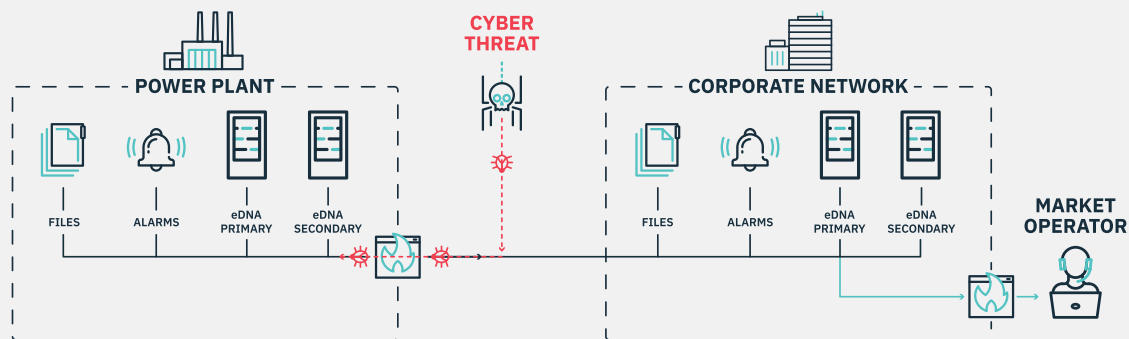 CYBER
THREAT
POWER PLANT
CORPORATE NETWORK
FILES
ALARMS
eDNA
PRIMARY
eDNA
SECONDARY
FILES
ALARMS
eDNA
PRIMARY
eDNA
SECONDARY
MARKET
OPERATOR